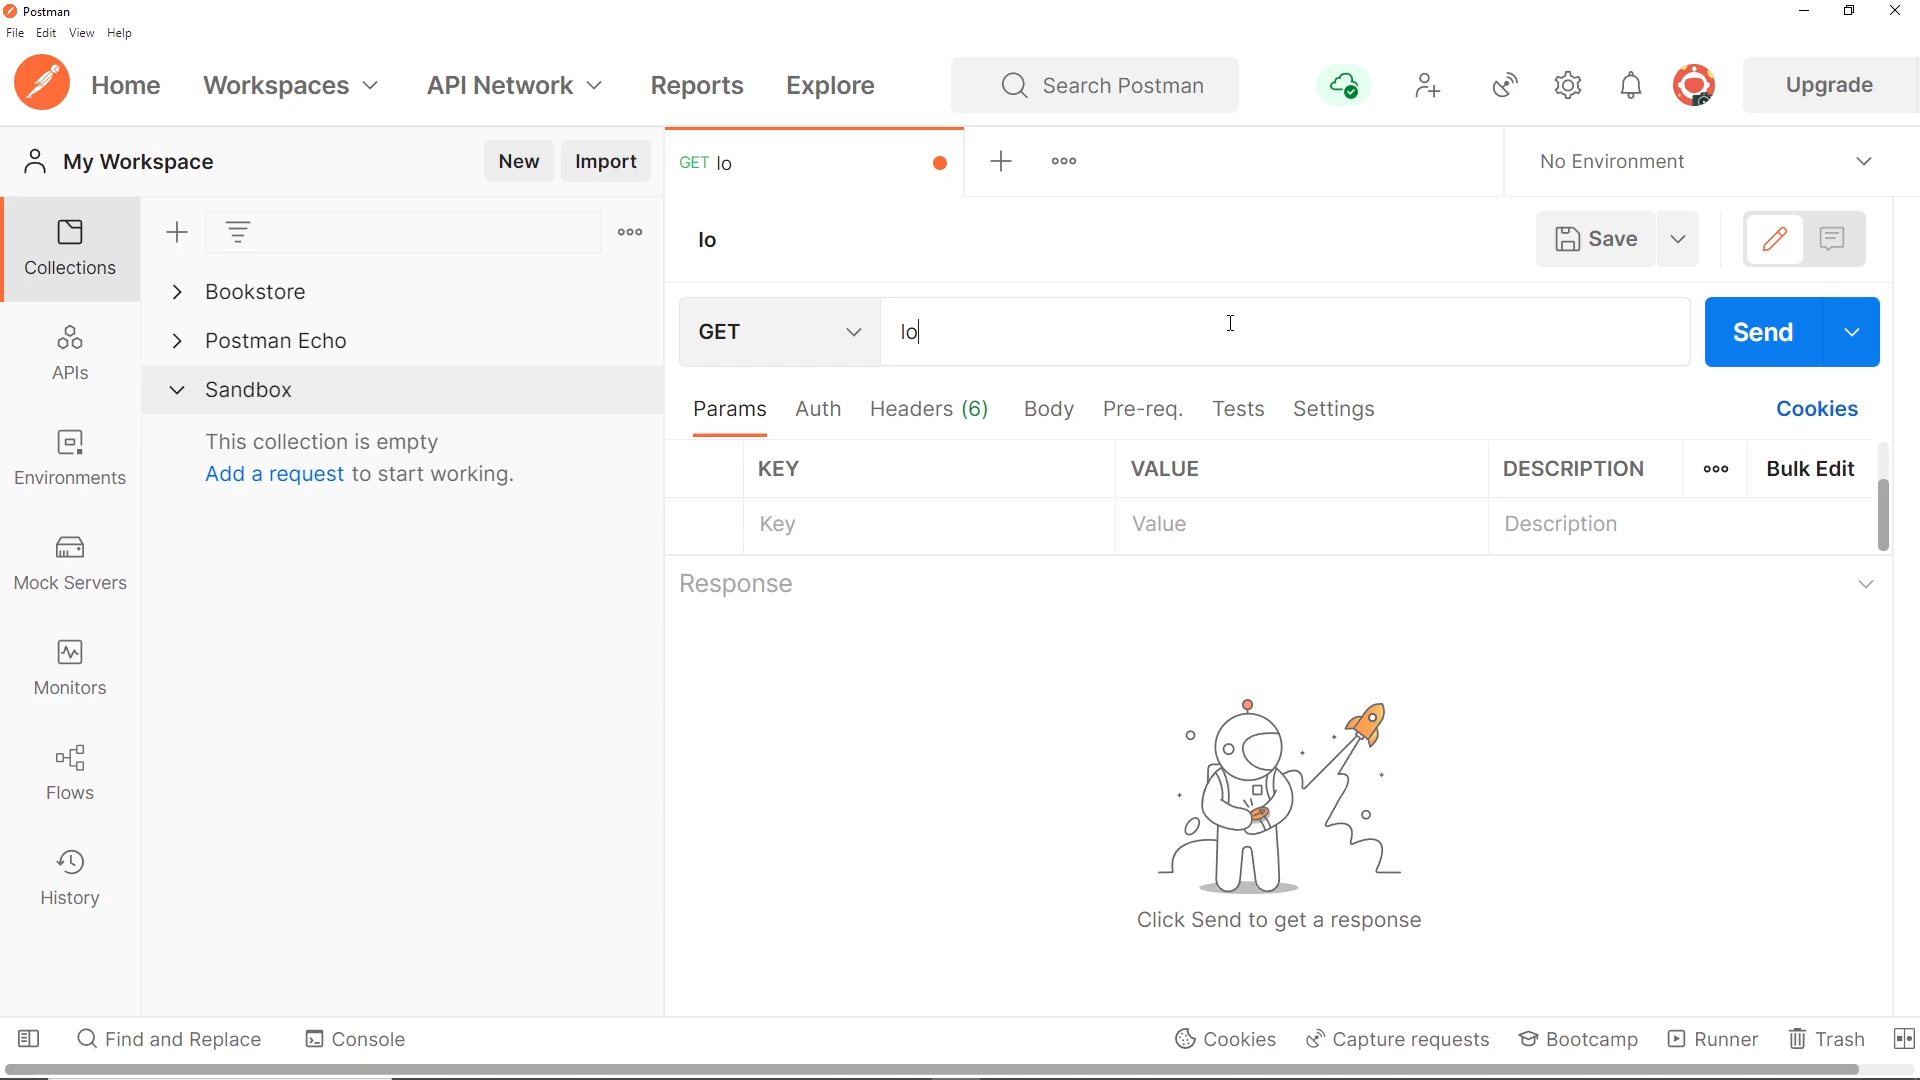 Postman
File Edit View Help
Home Workspaces API Network Reports Explore Search Postman Upgrade
My Workspace New Import GET lo No Environment
Collections
APIs
Environments
Mock Servers
Monitors
Flows
History
Bookstore
Postman Echo
Sandbox
This collection is empty
Add a request to start working.
lo Save
GET lo Send
Params Auth Headers (6) Body Pre-req. Tests Settings Cookies
KEY VALUE DESCRIPTION Bulk Edit
Key Value Description
Response
Click Send to get a response
Find and Replace Console Cookies Capture requests Bootcamp Runner Trash